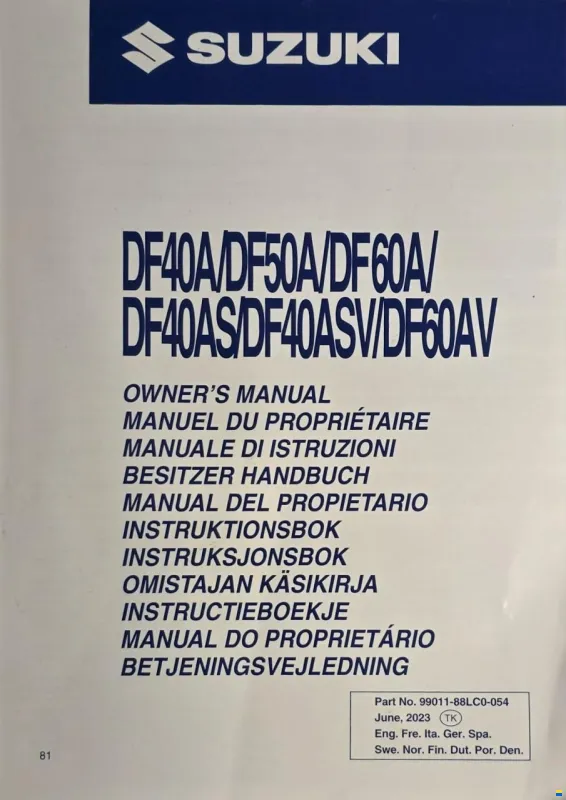 SUZUKI
DF40A/DF50A/DF60A/
DF40AS/DF40ASV/DF60AV
OWNER'S MANUAL
MANUEL DU PROPRIÉTAIRE
MANUALE DI ISTRUZIONI
BESITZER HANDBUCH
MANUAL DEL PROPIETARIO
INSTRUKTIONSBOK
INSTRUKSJONSBOK
OMISTAJAN KÄSIKIRJA
INSTRUCTIEBOEKJE
MANUAL DO PROPRIETÁRIO
BETJENINGSVEJLEDNING
Part No. 99011-88LC0-054
June, 2023 TK
Eng. Fre. Ita. Ger. Spa.
Swe. Nor. Fin. Dut. Por. Den.
81